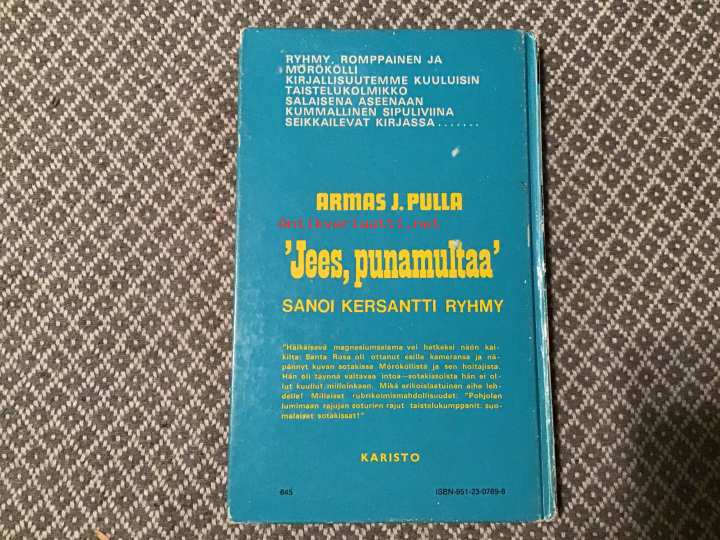 RYHMY, ROMPPAINEN JA
MÖRÖKÖLLI
KIRJALLISUUTEMME KUULUISIN
TAISTELUKOLMIKKO
SALAISENA ASEENAAN
KUMMALLINEN SIPULIVIINA
SEIKKAILEVAT KIRJASSA.......
ARMAS J. PULLA
Antikvariaatti.net
'Jees, punamultaa'
SANOI KERSANTTI RYHMY
"Häikäisevä magnesiumsalama vei hetkeksi näön kai-
kilta: Santa Rosa oli ottanut esille kameransa ja nä-
pännyt kuvan sotakissa Mörököllistä ja sen hoitajista.
Hän oli täynnä valtavaa intoa—sotakissoista hän ei ol-
lut kuullut milloinkaan. Mikä erikoislaatuinen aihe leh-
delle! Millaiset rubrikoimismahdollisuudet: "Pohjolan
lumimaan rajujen soturien rajut taistelukumppanit: suo-
malaiset sotakissat!"
KARISTO
645
ISBN-951-23-0769-6